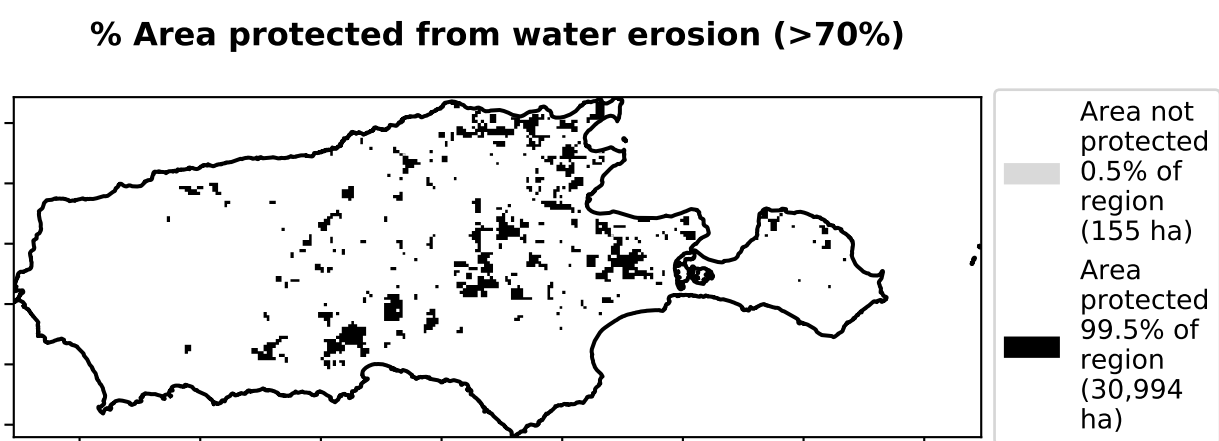 % Area protected from water erosion (>70%)
Area not
protected
0.5% of
region
(155 ha)
Area
protected
99.5% of
region
(30,994
ha)